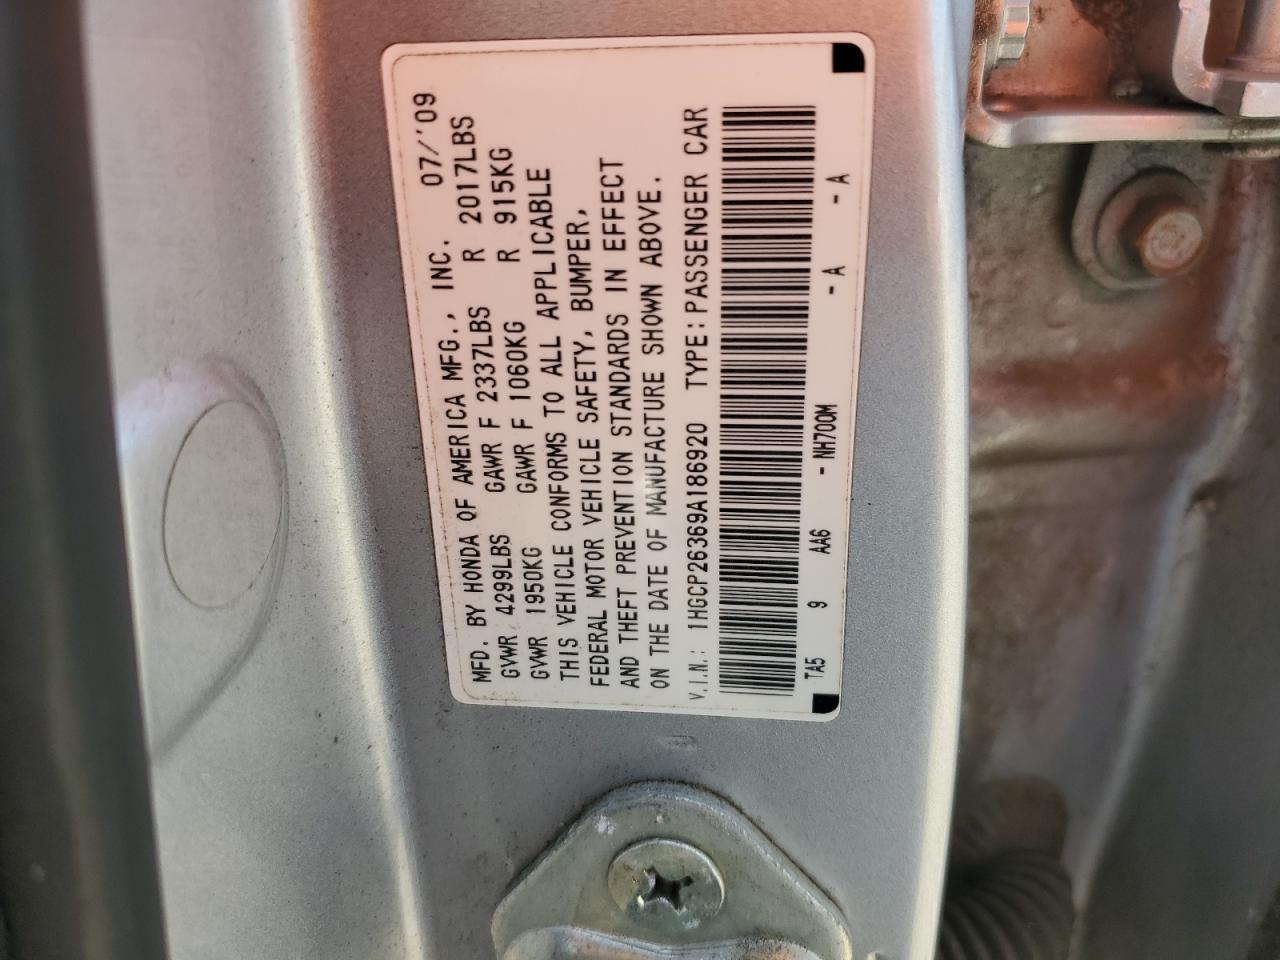 MFD. BY HONDA OF AMERICA MFG., INC. 07/'09
GVWR 4299LBS GAWR F 2337LBS R 2017LBS
GVWR 1950KG GAWR F 1060KG R 915KG
THIS VEHICLE CONFORMS TO ALL APPLICABLE
FEDERAL MOTOR VEHICLE SAFETY, BUMPER,
AND THEFT PREVENTION STANDARDS IN EFFECT
ON THE DATE OF MANUFACTURE SHOWN ABOVE.
V.I.N.: 1HGCP26369A186920 TYPE:PASSENGER CAR
TA5 9 AA6 - NH700M - A - A